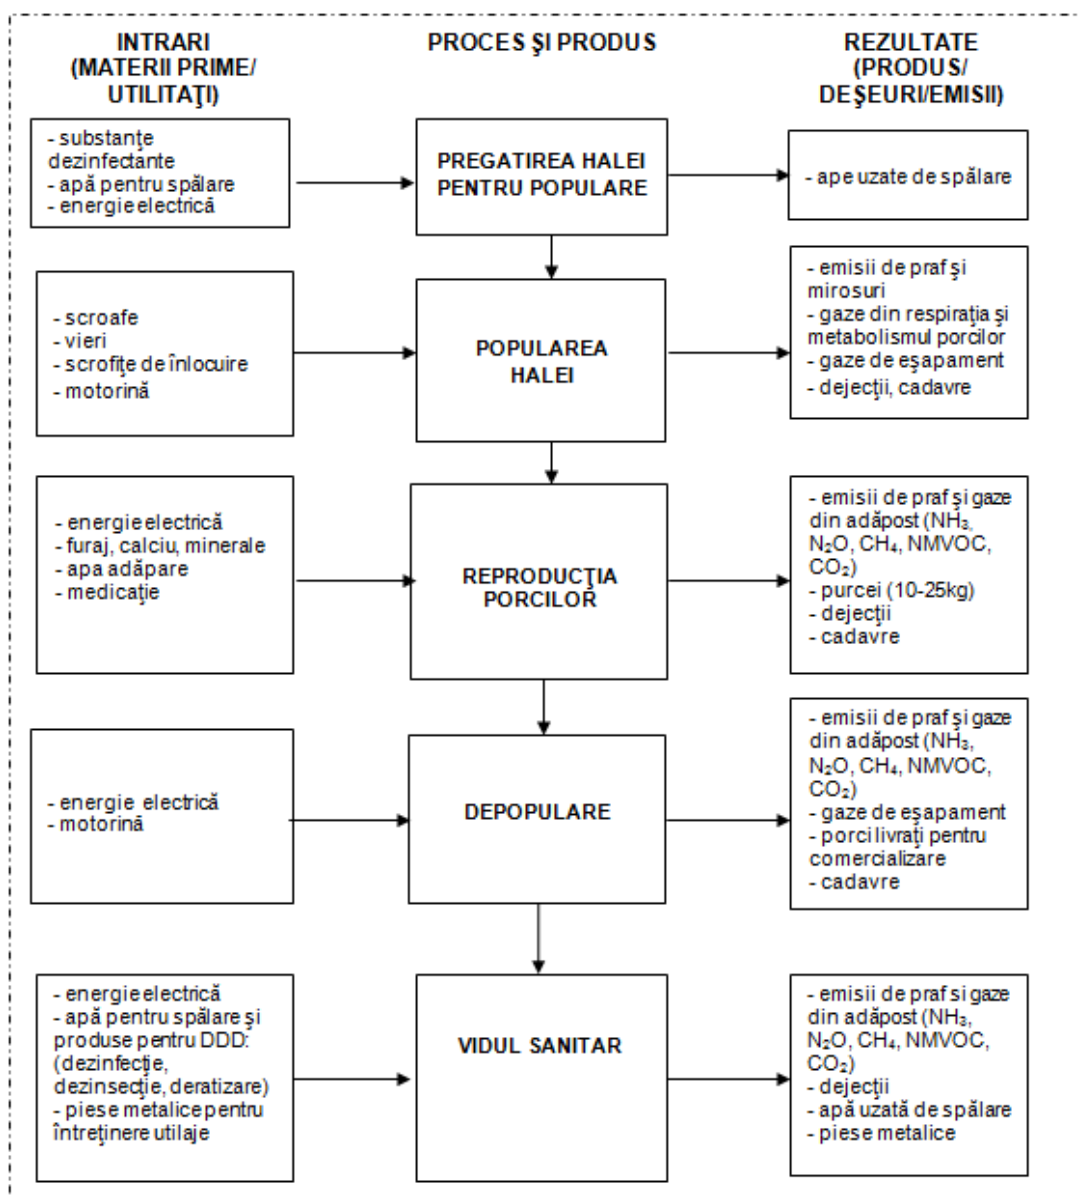 INTRARI
(MATERII PRIME/
UTILITAŢI)
PROCES ŞI PRODUS
REZULTATE
(PRODUS/
DEŞEURI/EMISII)
- substanţe
dezinfectante
- apă pentru spălare
- energie electrică
PREGATIREA HALEI
PENTRU POPULARE
- ape uzate de spălare
- scroafe
- vieri
- scrofiţe de înlocuire
- motorină
POPULAREA
HALEI
- emisii de praf şi
mirosuri
- gaze din respiraţia şi
metabolismul porcilor
- gaze de eşapament
- dejecţii, cadavre
- energie electrică
- furaj, calciu, minerale
- apa adăpare
- medicaţie
REPRODUCŢIA
PORCILOR
- emisii de praf şi gaze
din adăpost (NH₃,
N₂O, CH₄, NMVOC,
CO₂)
- purcei (10-25kg)
- dejecţii
- cadavre
- energie electrică
- motorină
DEPOPULARE
- emisii de praf şi gaze
din adăpost (NH₃,
N₂O, CH₄, NMVOC,
CO₂)
- gaze de eşapament
- porci livraţi pentru
comercializare
- cadavre
- energie electrică
- apă pentru spălare şi
produse pentru DDD:
(dezinfecţie,
dezinsecţie, deratizare)
- piese metalice pentru
întreţinere utilaje
VIDUL SANITAR
- emisii de praf si gaze
din adăpost (NH₃,
N₂O, CH₄, NMVOC,
CO₂)
- dejecţii
- apă uzată de spălare
- piese metalice